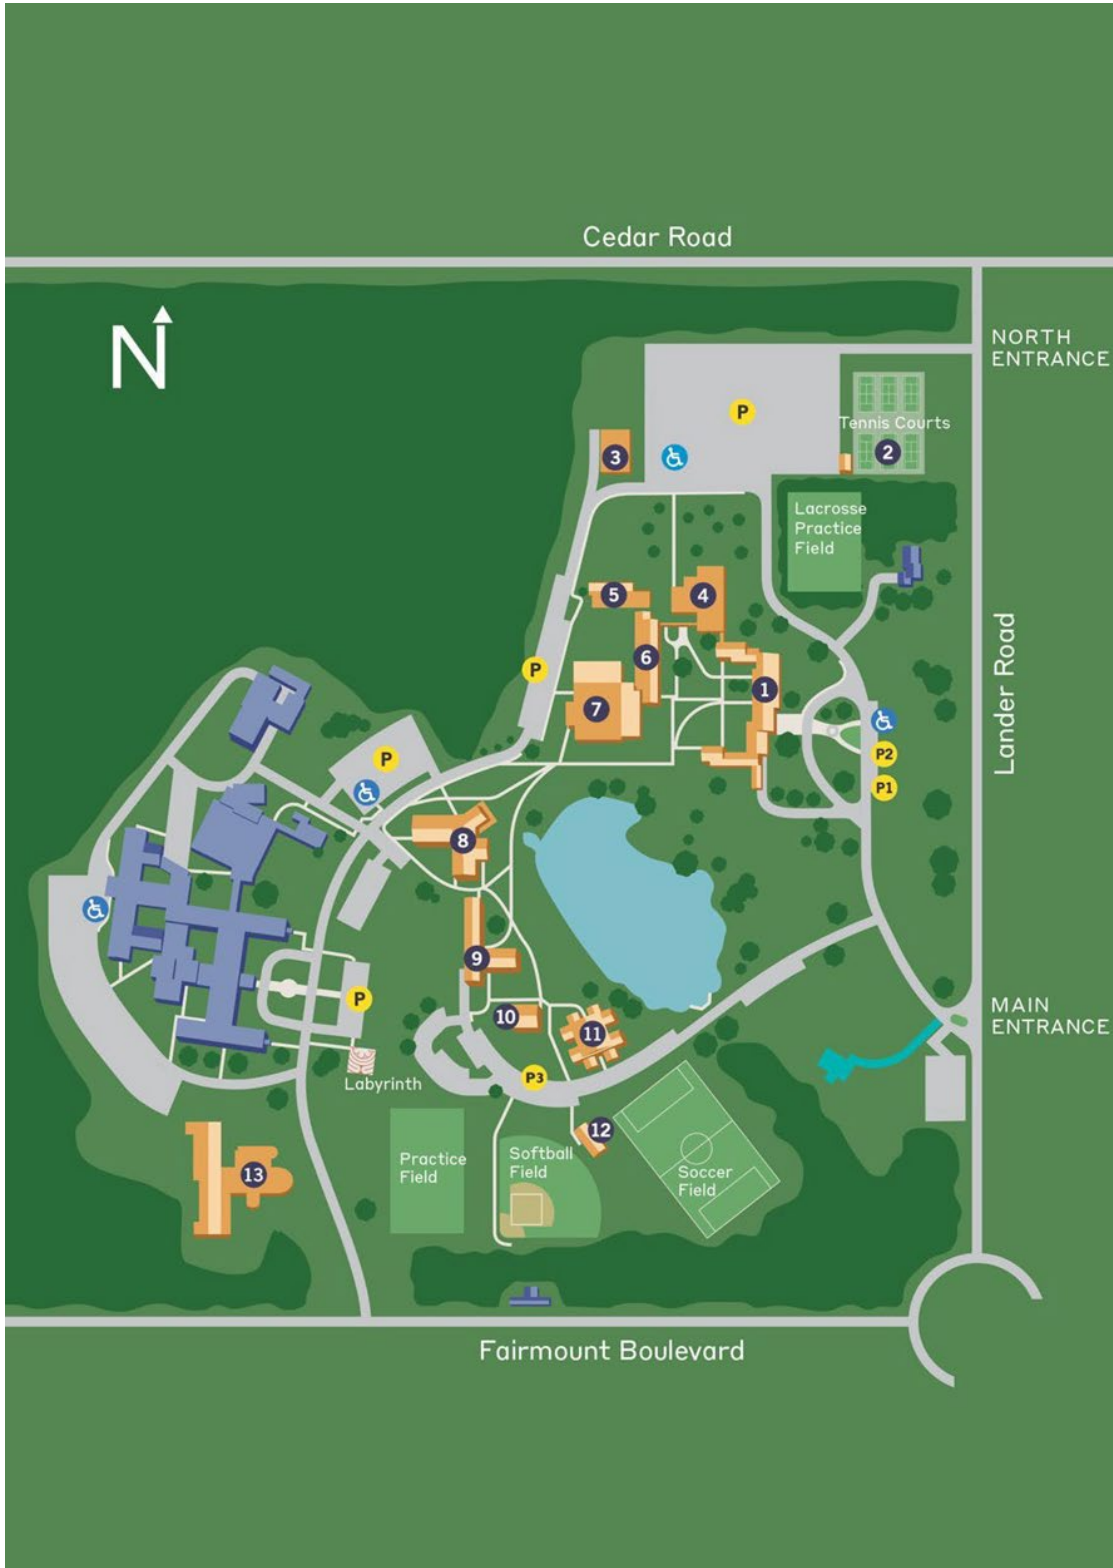 Cedar Road
N
NORTH
ENTRANCE
P
Tennis Courts
2
3
Lacrosse
Practice
Field
5
4
6
P
1
7
Lander Road
P2
P
P1
8
9
P
10
11
MAIN
ENTRANCE
Labyrinth
P3
12
Practice
Field
Softball
Field
Soccer
Field
13
Fairmount Boulevard